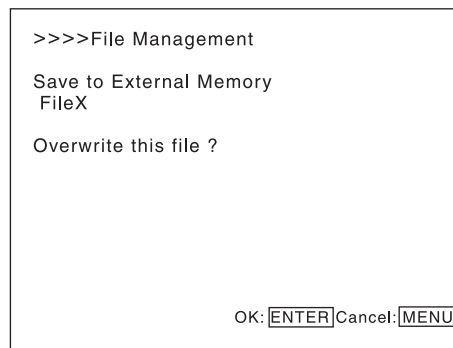 >>>>File Management
Save to External Memory
FileX
Overwrite this file ?
OK: ENTER Cancel: MENU